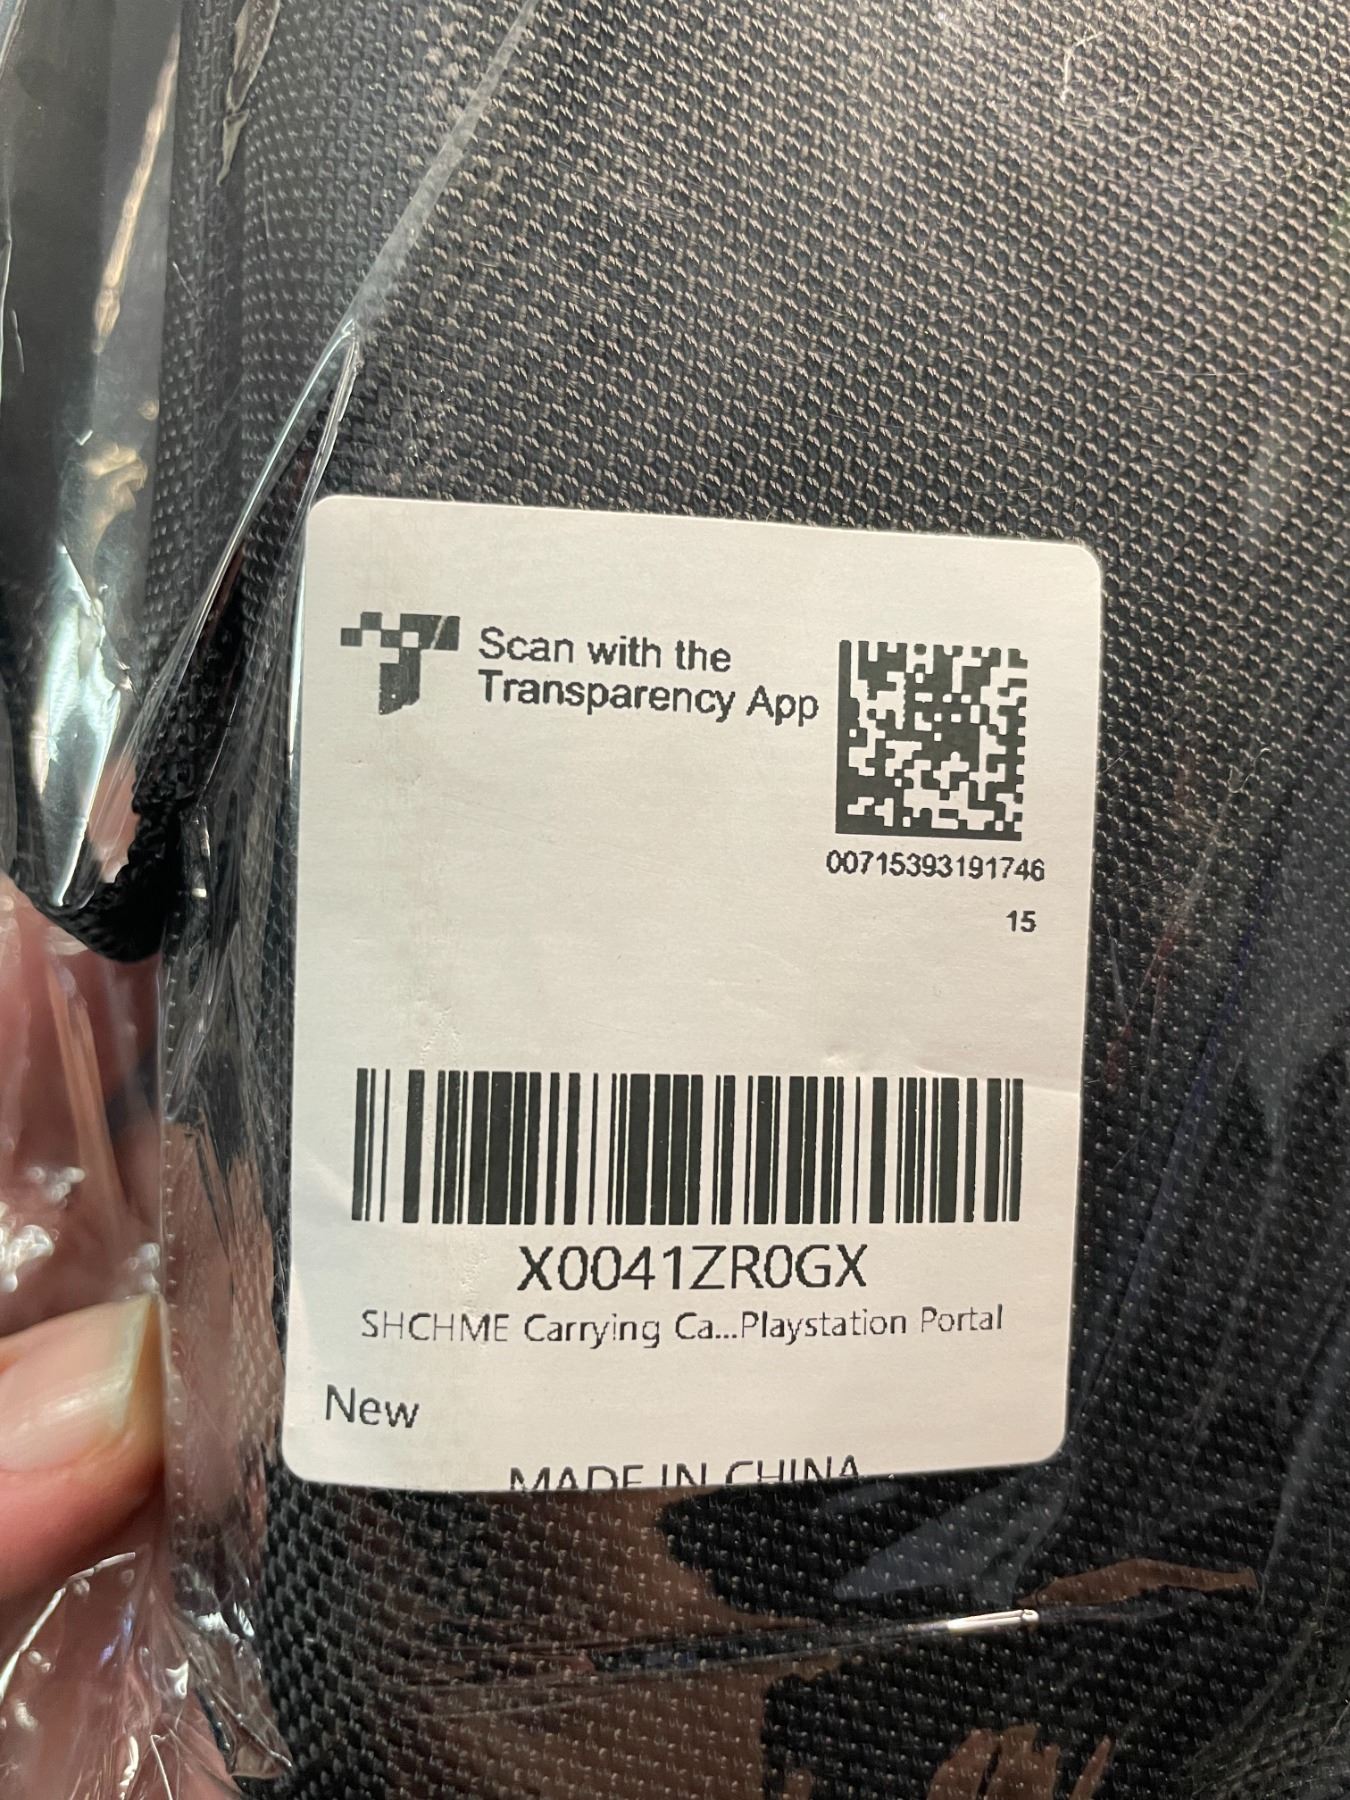 Scan with the
Transparency App
00715393191746
15
X0041ZR0GX
SHCHME Carrying Ca...Playstation Portal
New
MADE IN CHINA